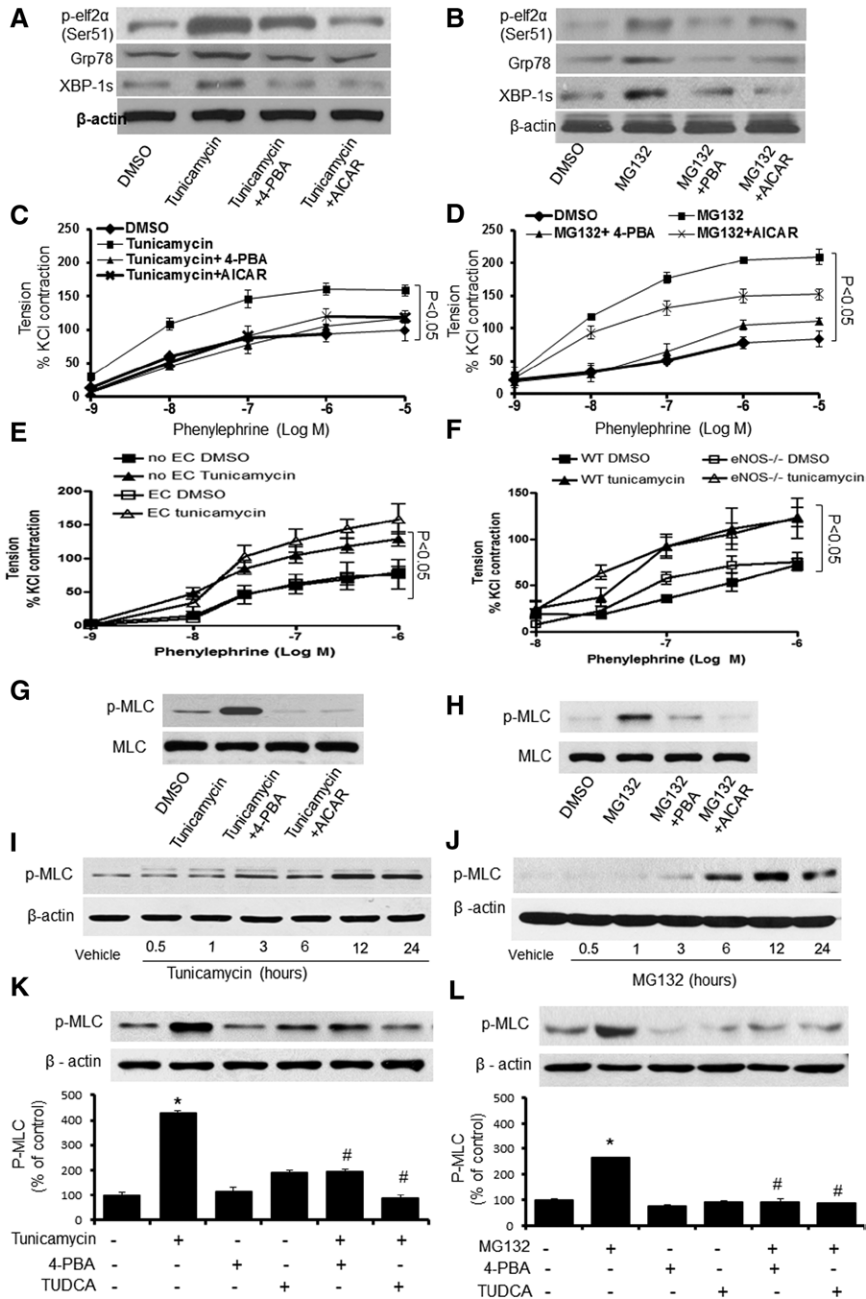 A
p-elf2α
(Ser51)
Grp78
XBP-1s
β-actin
DMSO
Tunicamycin
Tunicamycin
+4-PBA
Tunicamycin
+AICAR
B
p-elf2α
(Ser51)
Grp78
XBP-1s
β-actin
DMSO
MG132
MG132
+PBA
MG132
+AICAR
C
DMSO
Tunicamycin
Tunicamycin+ 4-PBA
Tunicamycin+AICAR
Tension
% KCl contraction
250
200
150
100
50
0
-9 -8 -7 -6 -5
Phenylephrine (Log M)
P<0.05
D
DMSO MG132
MG132+ 4-PBA MG132+AICAR
Tension
% KCl contraction
250
200
150
100
50
0
-9 -8 -7 -6 -5
Phenylephrine (Log M)
P<0.05
E
no EC DMSO
no EC Tunicamycin
EC DMSO
EC tunicamycin
Tension
% KCl contraction
200
150
100
50
0
-9 -8 -7 -6
Phenylephrine (Log M)
P<0.05
F
WT DMSO eNOS-/- DMSO
WT tunicamycin eNOS-/- tunicamycin
Tension
% KCl contraction
150
100
50
0
-8 -7 -6
Phenylephrine (Log M)
P<0.05
G
p-MLC
MLC
DMSO
Tunicamycin
Tunicamycin
+4-PBA
Tunicamycin
+AICAR
H
p-MLC
MLC
DMSO
MG132
MG132
+PBA
MG132
+AICAR
I
p-MLC
β-actin
Vehicle 0.5 1 3 6 12 24
Tunicamycin (hours)
J
p-MLC
β -actin
Vehicle 0.5 1 3 6 12 24
MG132 (hours)
K
p-MLC
β - actin
P-MLC
(% of control)
500
400
300
200
100
0
* # #
Tunicamycin - + - - + +
4-PBA - - + - + -
TUDCA - - - + - +
L
p-MLC
β - actin
P-MLC
(% of control)
500
400
300
200
100
0
* # #
MG132 - + - - + +
4-PBA - - + - + -
TUDCA - - - + - +